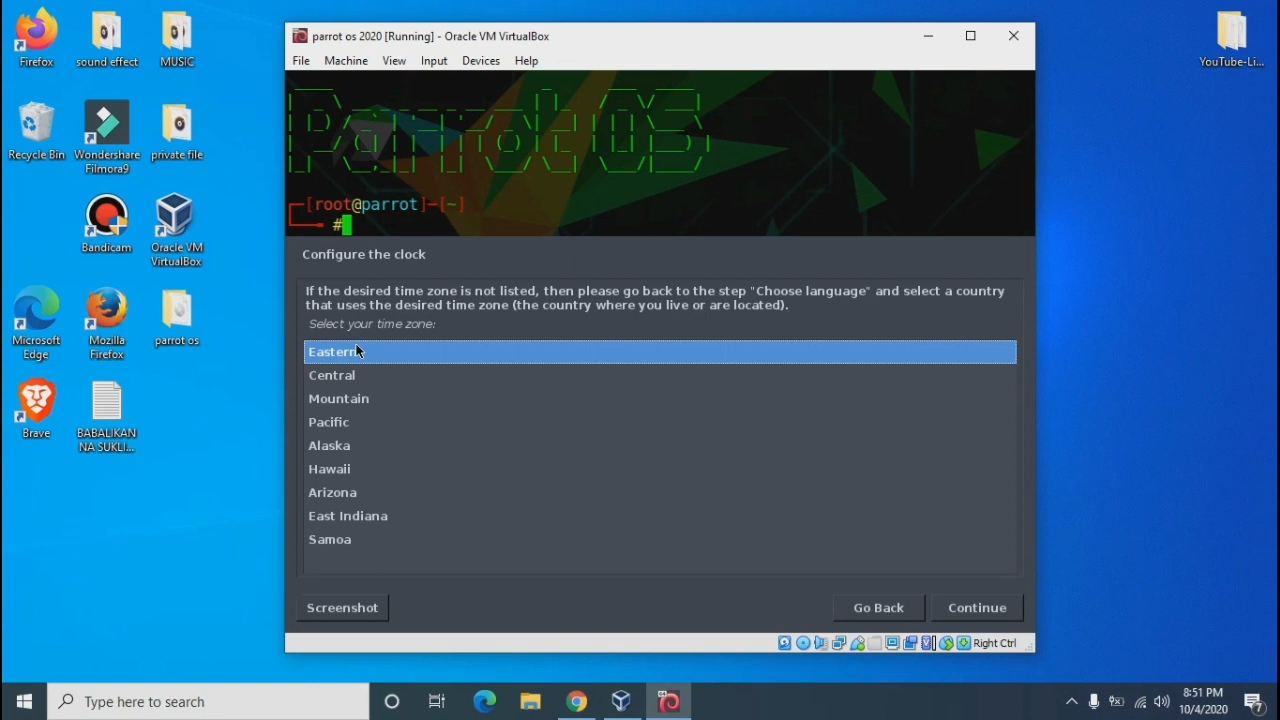 parrot os 2020 [Running] - Oracle VM VirtualBox
File Machine View Input Devices Help
Parrot OS
[root@parrot]-[~]
#
Configure the clock
If the desired time zone is not listed, then please go back to the step "Choose language" and select a country
that uses the desired time zone (the country where you live or are located).
Select your time zone:
Eastern
Central
Mountain
Pacific
Alaska
Hawaii
Arizona
East Indiana
Samoa
Screenshot
Go Back
Continue
Right Ctrl
Firefox
sound effect
MUSIC
Recycle Bin
Wondershare
Filmora9
private file
Bandicam
Oracle VM
VirtualBox
Microsoft
Edge
Mozilla
Firefox
parrot os
Brave
BABALIKAN
NA SUKLI...
YouTube-Li...
Type here to search
64
8:51 PM
10/4/2020
7